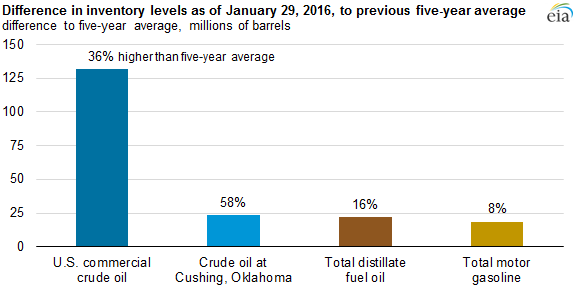 Difference in inventory levels as of January 29, 2016, to previous five-year average
difference to five-year average, millions of barrels
eia
150
125
100
75
50
25
0
36% higher than five-year average
58%
16%
8%
U.S. commercial
crude oil
Crude oil at
Cushing, Oklahoma
Total distillate
fuel oil
Total motor
gasoline